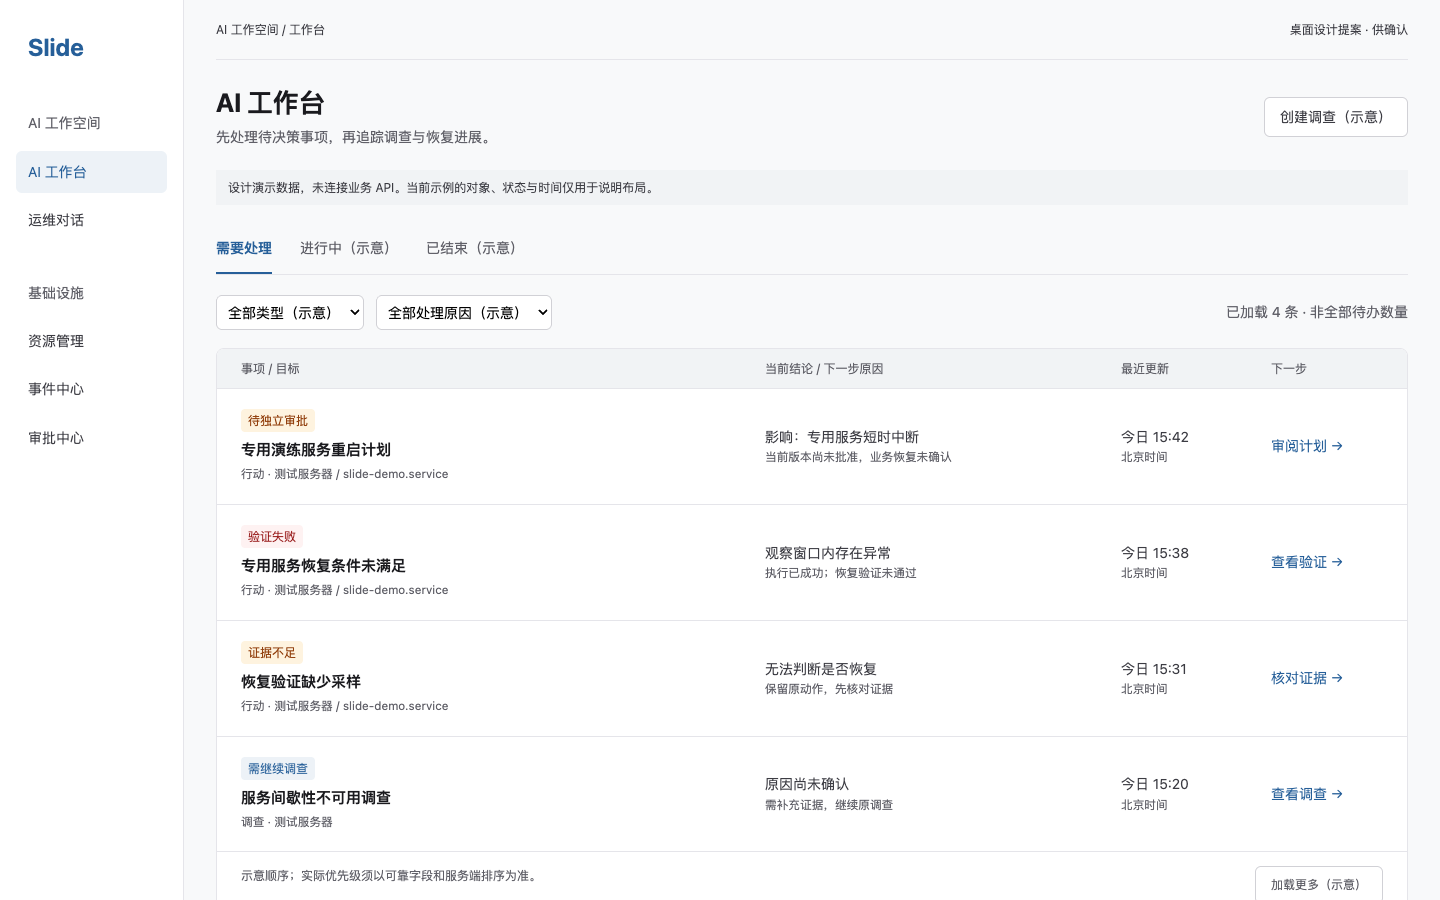 Slide
AI 工作空间
AI 工作台
运维对话
基础设施
资源管理
事件中心
审批中心
AI 工作空间 / 工作台
桌面设计提案 · 供确认
AI 工作台
先处理待决策事项，再追踪调查与恢复进展。
创建调查（示意）
设计演示数据，未连接业务 API。当前示例的对象、状态与时间仅用于说明布局。
需要处理
进行中（示意）
已结束（示意）
全部类型（示意）
全部处理原因（示意）
已加载 4 条 · 非全部待办数量
事项 / 目标
当前结论 / 下一步原因
最近更新
下一步
待独立审批
专用演练服务重启计划
行动 · 测试服务器 / slide-demo.service
影响：专用服务短时中断
当前版本尚未批准，业务恢复未确认
今日 15:42
北京时间
审阅计划 →
验证失败
专用服务恢复条件未满足
行动 · 测试服务器 / slide-demo.service
观察窗口内存在异常
执行已成功；恢复验证未通过
今日 15:38
北京时间
查看验证 →
证据不足
恢复验证缺少采样
行动 · 测试服务器 / slide-demo.service
无法判断是否恢复
保留原动作，先核对证据
今日 15:31
北京时间
核对证据 →
需继续调查
服务间歇性不可用调查
调查 · 测试服务器
原因尚未确认
需补充证据，继续原调查
今日 15:20
北京时间
查看调查 →
示意顺序；实际优先级须以可靠字段和服务端排序为准。
加载更多（示意）